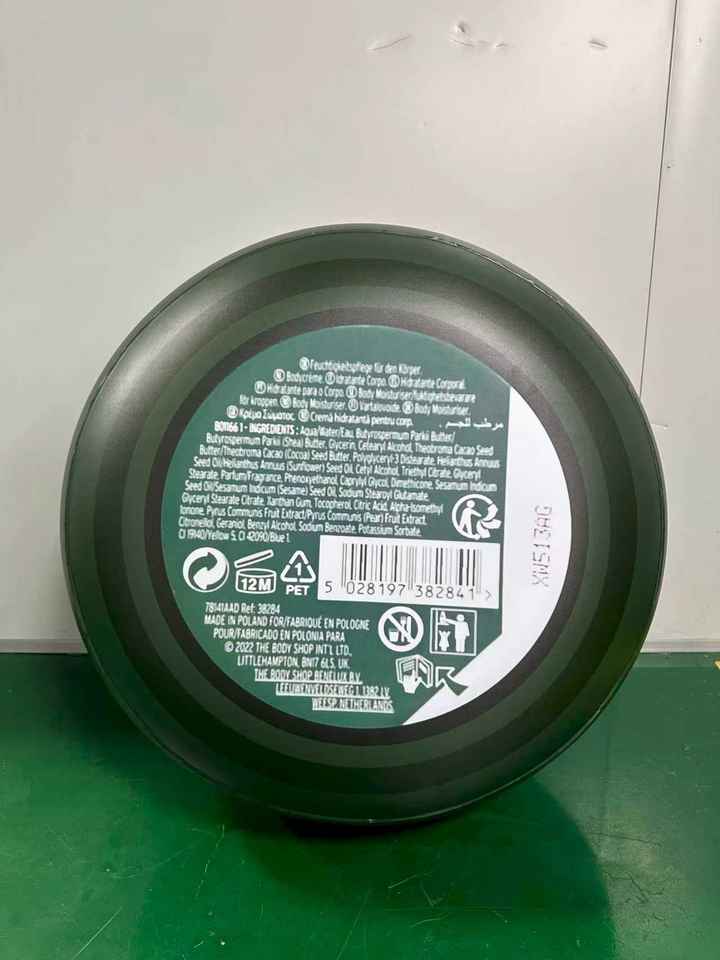 Feuchtigkeitspflege für den Körper.
NL Bodycrème. Idratante Corpo. Hidratante Corporal.
PT Hidratante para o Corpo. Body Moisturiser/fuktighetsbevarare
för kroppen. Body Moisturiser. FI Vartalovoide. Body Moisturiser.
Κρέμα Σώματος. Cremă hidratantă pentru corp. مرطب للجسم.
B01166 1 - INGREDIENTS: Aqua/Water/Eau, Butyrospermum Parkii Butter/
Butyrospermum Parkii (Shea) Butter, Glycerin, Cetearyl Alcohol, Theobroma Cacao Seed
Butter/Theobroma Cacao (Cocoa) Seed Butter, Polyglyceryl-3 Distearate, Helianthus Annuus
Seed Oil/Helianthus Annuus (Sunflower) Seed Oil, Cetyl Alcohol, Triethyl Citrate, Glyceryl
Stearate, Parfum/Fragrance, Phenoxyethanol, Caprylyl Glycol, Dimethicone, Sesamum Indicum
Seed Oil/Sesamum Indicum (Sesame) Seed Oil, Sodium Stearoyl Glutamate,
Glyceryl Stearate Citrate, Xanthan Gum, Tocopherol, Citric Acid, Alpha-Isomethyl
Ionone, Pyrus Communis Fruit Extract/Pyrus Communis (Pear) Fruit Extract,
Citronellol, Geraniol, Benzyl Alcohol, Sodium Benzoate, Potassium Sorbate,
CI 19140/Yellow 5, CI 42090/Blue 1.
XW513AG
12M
1
PET
5 028197 382841 >
78141AAD Ref: 38284
MADE IN POLAND FOR/FABRIQUÉ EN POLOGNE
POUR/FABRICADO EN POLONIA PARA
© 2022 THE BODY SHOP INT'L LTD.,
LITTLEHAMPTON, BN17 6LS, UK.
THE BODY SHOP BENELUX B.V.
LEEUWENVELDSEWEG 1, 1382 LV
WEESP, NETHERLANDS.